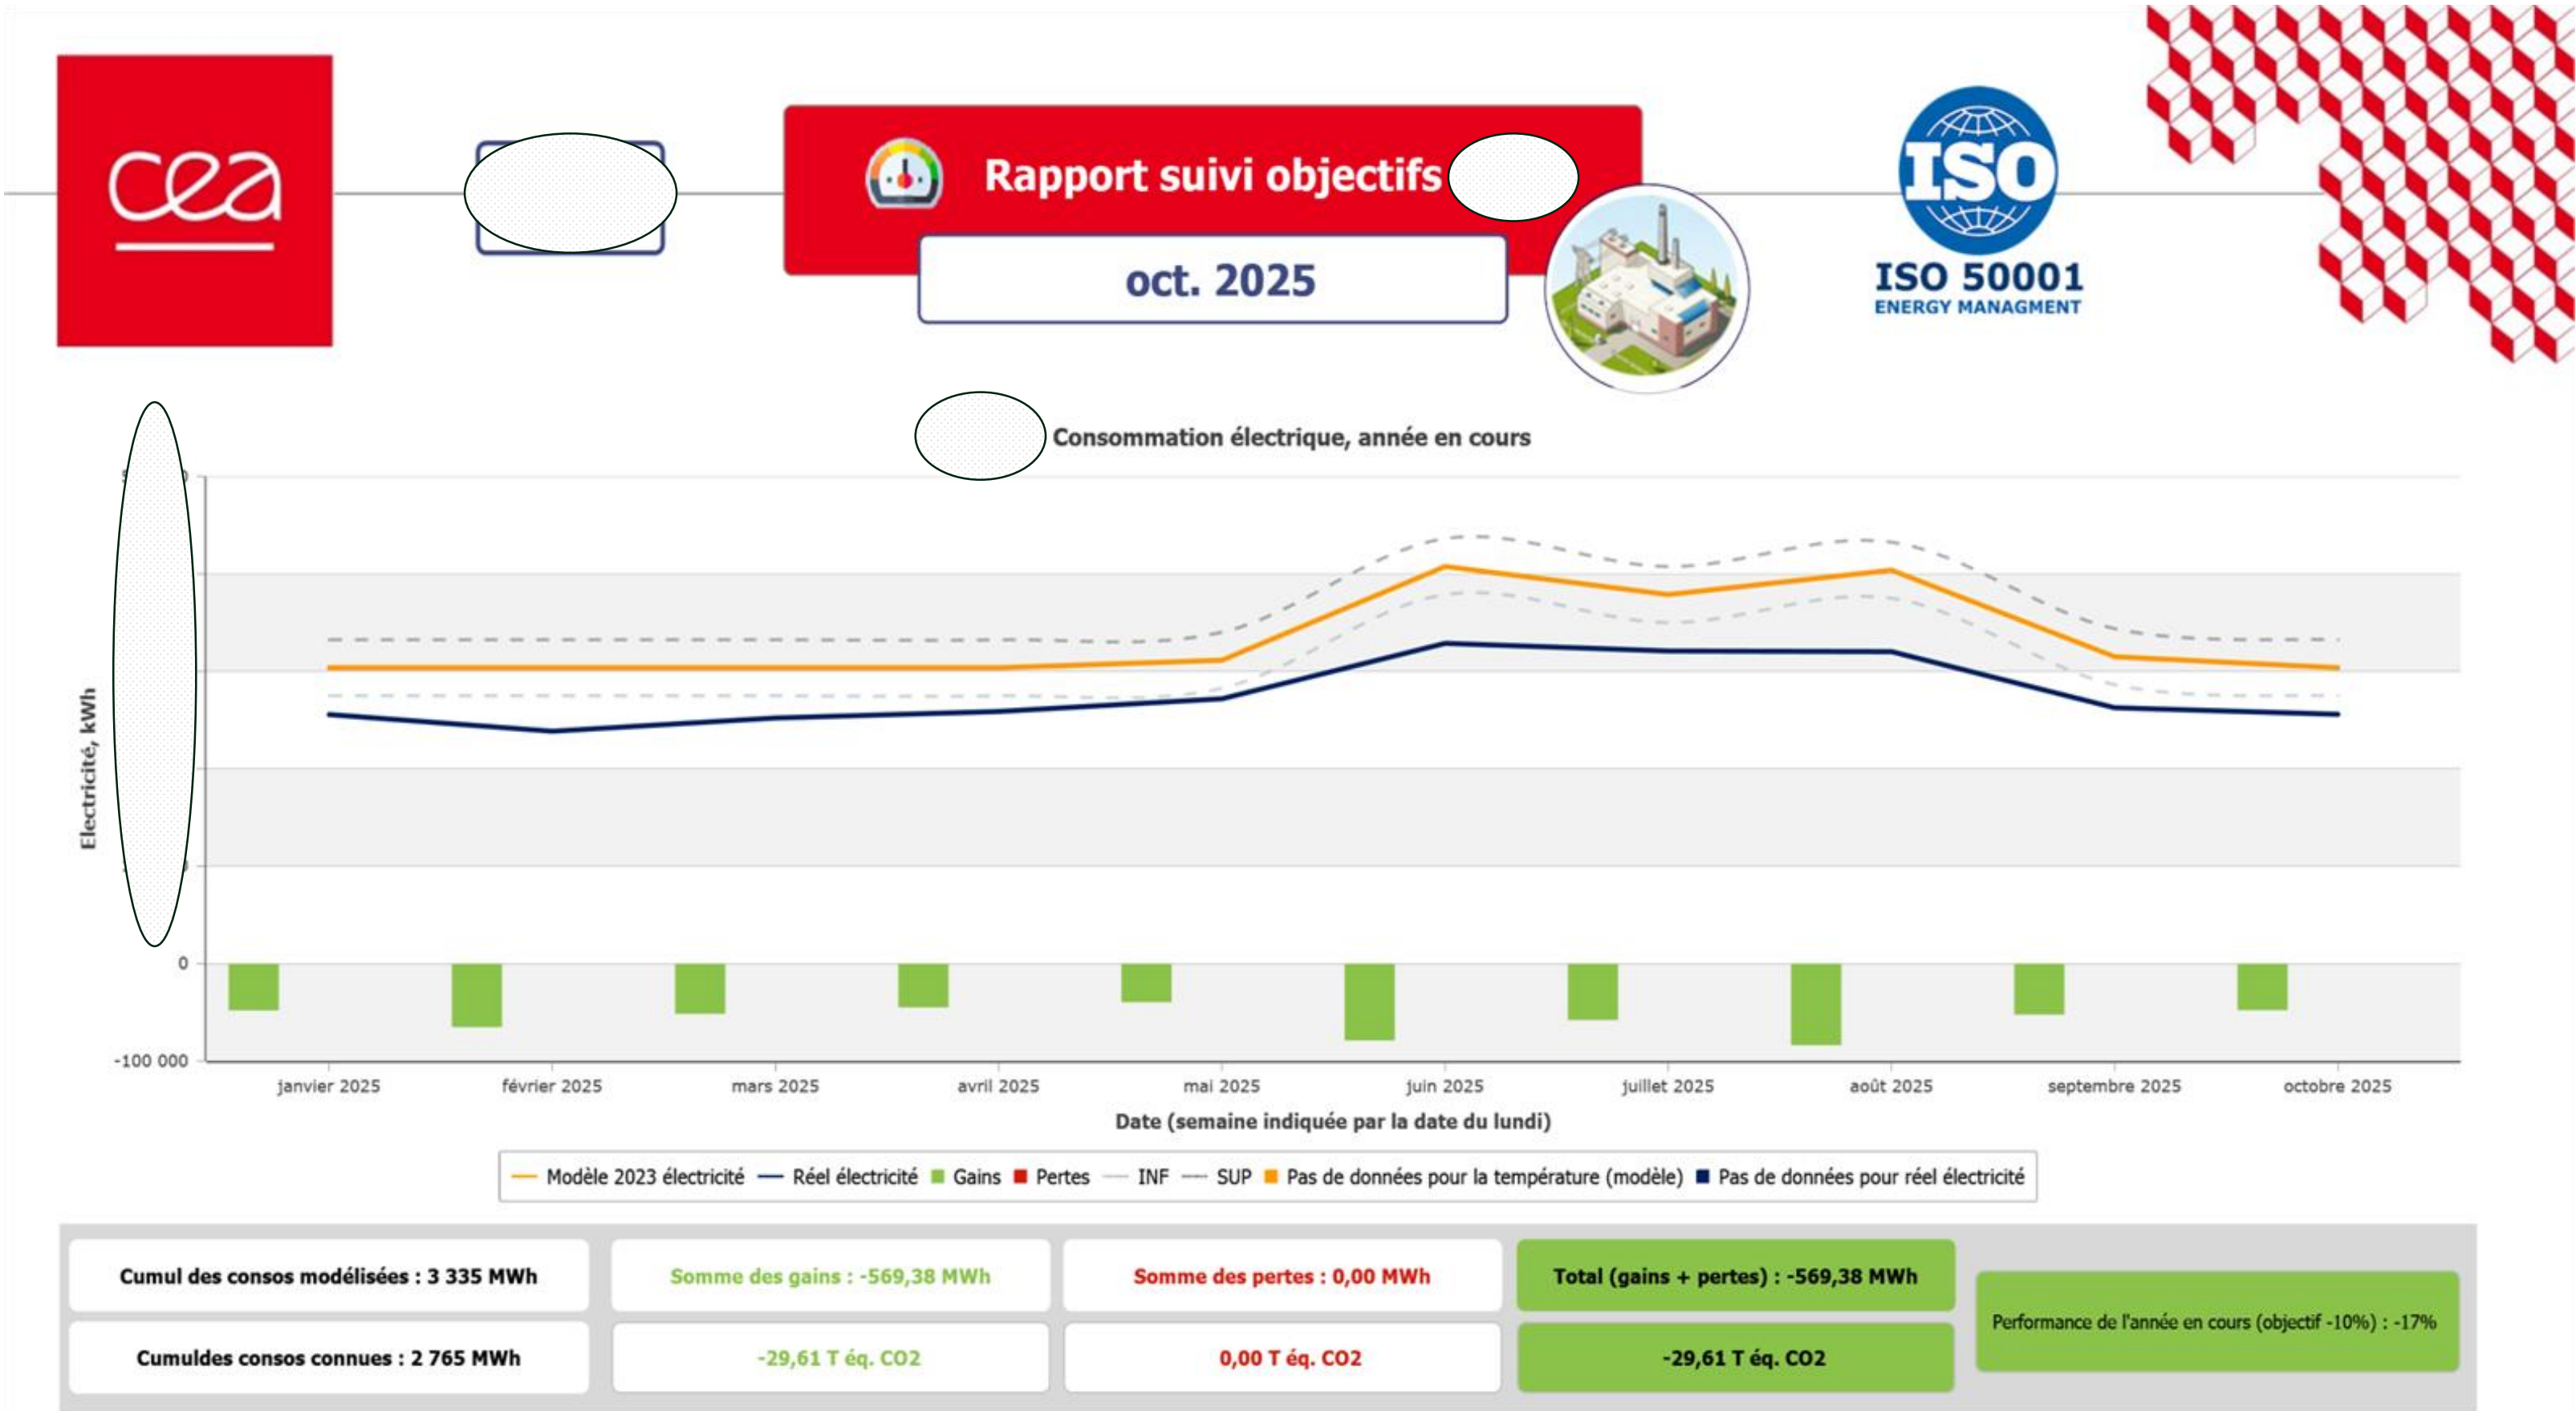 cea
Rapport suivi objectifs
oct. 2025
ISO
ISO 50001
ENERGY MANAGMENT
Consommation électrique, année en cours
Electricité, kWh
0
-100 000
janvier 2025
février 2025
mars 2025
avril 2025
mai 2025
juin 2025
juillet 2025
août 2025
septembre 2025
octobre 2025
Date (semaine indiquée par la date du lundi)
Modèle 2023 électricité
Réel électricité
Gains
Pertes
INF
SUP
Pas de données pour la température (modèle)
Pas de données pour réel électricité
Cumul des consos modélisées : 3 335 MWh
Somme des gains : -569,38 MWh
Somme des pertes : 0,00 MWh
Total (gains + pertes) : -569,38 MWh
Performance de l'année en cours (objectif -10%) : -17%
Cumuldes consos connues : 2 765 MWh
-29,61 T éq. CO2
0,00 T éq. CO2
-29,61 T éq. CO2